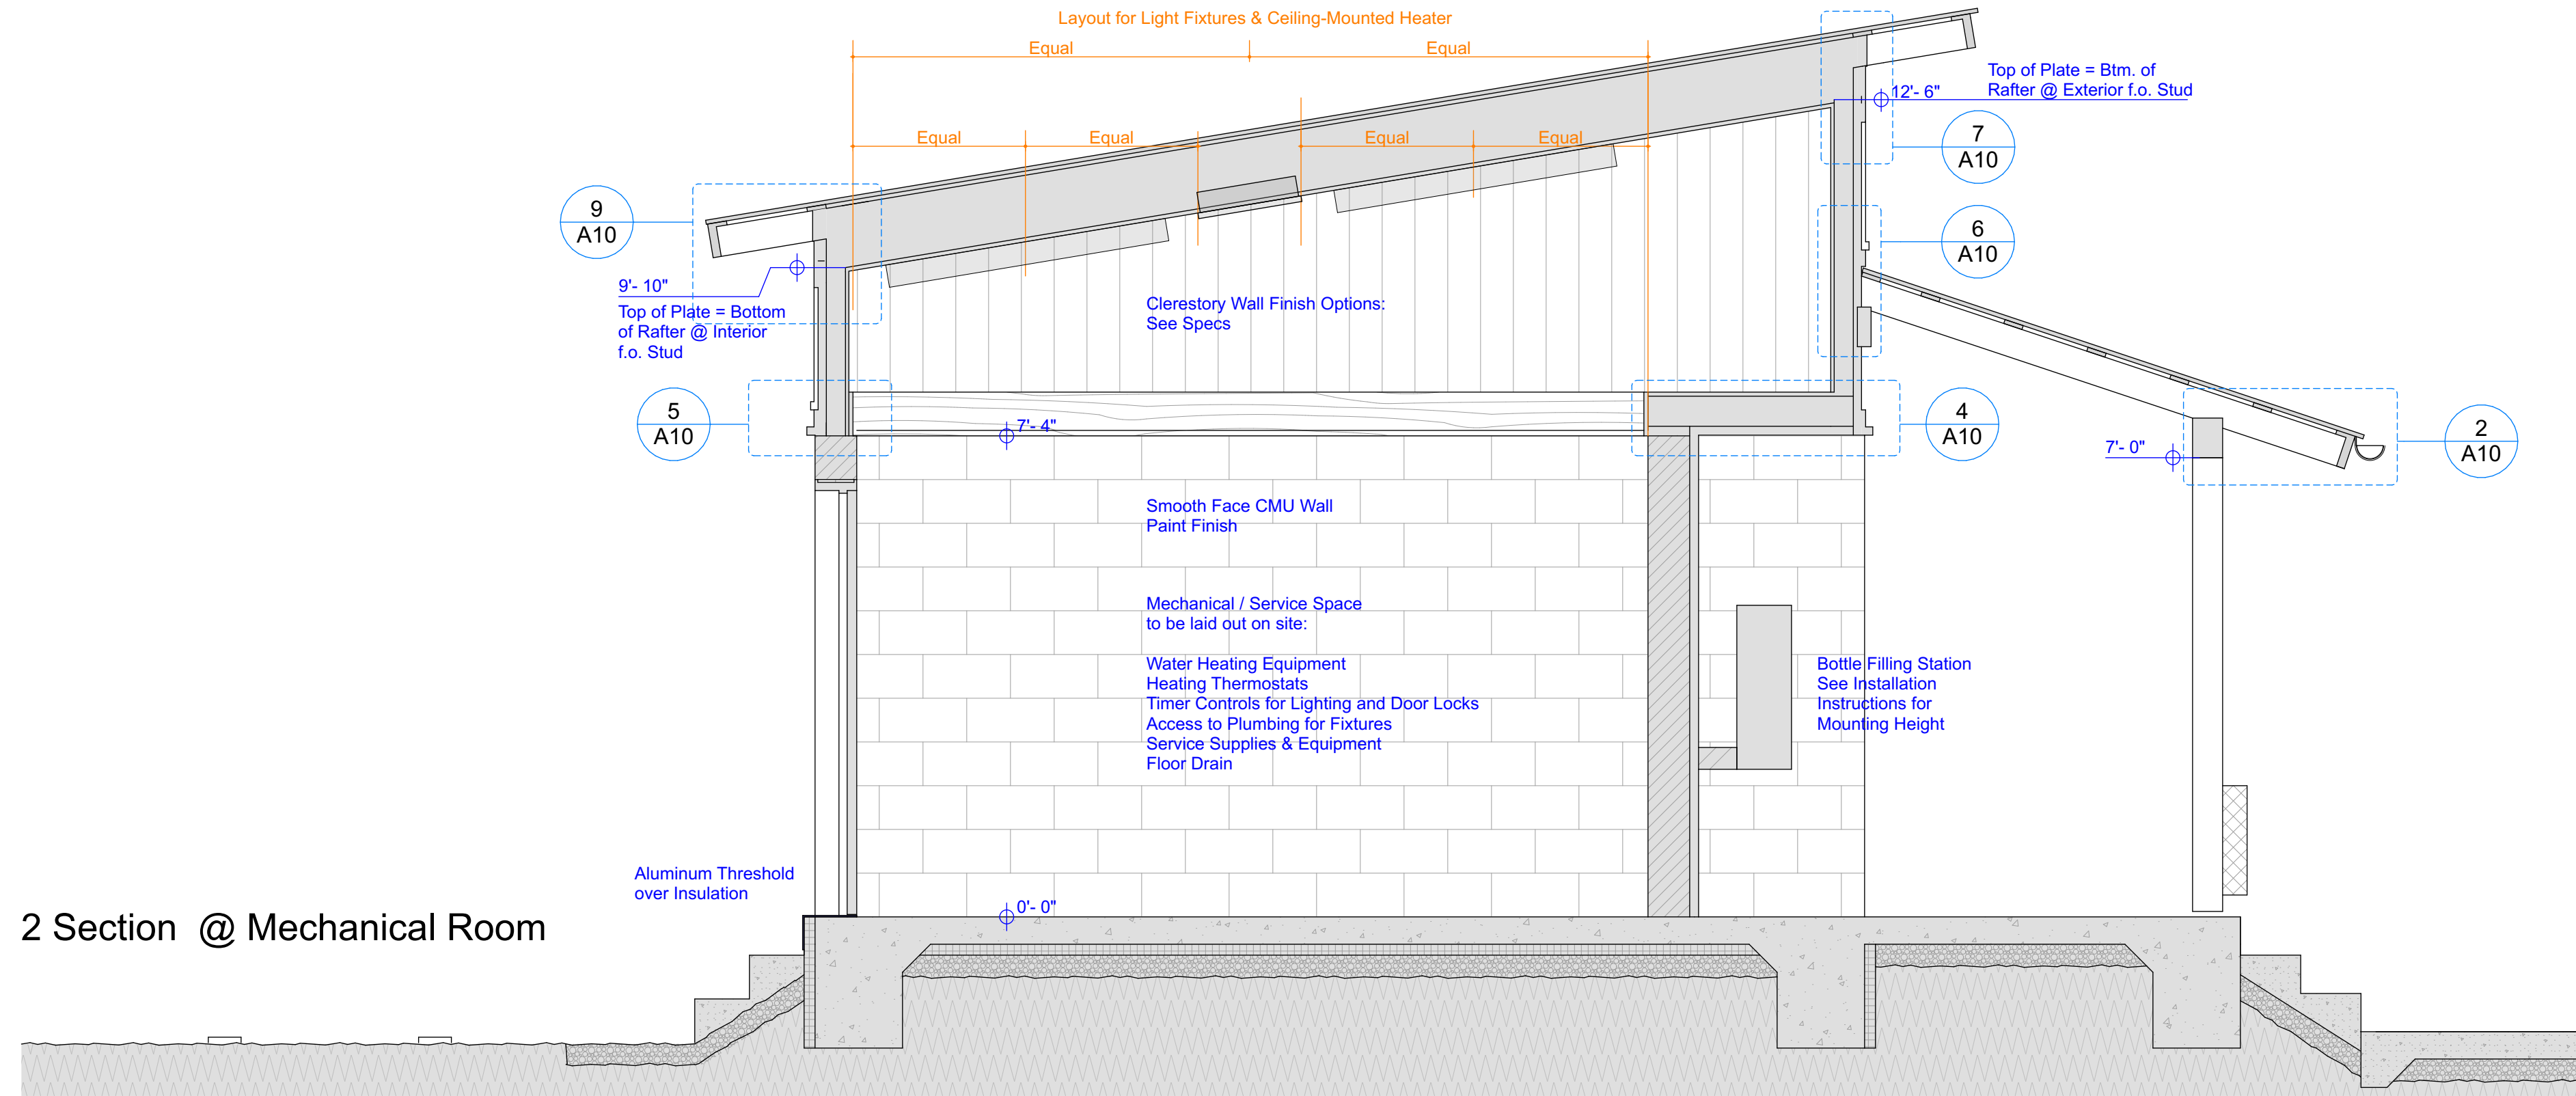 Layout for Light Fixtures & Ceiling-Mounted Heater
Equal
Equal
Top of Plate = Btm. of
Rafter @ Exterior f.o. Stud
12'- 6"
7
A10
Equal
Equal
Equal
Equal
9
A10
6
A10
9'- 10"
Top of Plate = Bottom
of Rafter @ Interior
f.o. Stud
Clerestory Wall Finish Options:
See Specs
5
A10
7'- 4"
4
A10
7'- 0"
2
A10
Smooth Face CMU Wall
Paint Finish
Mechanical / Service Space
to be laid out on site:
Water Heating Equipment
Heating Thermostats
Timer Controls for Lighting and Door Locks
Access to Plumbing for Fixtures
Service Supplies & Equipment
Floor Drain
Bottle Filling Station
See Installation
Instructions for
Mounting Height
Aluminum Threshold
over Insulation
0'- 0"
2 Section @ Mechanical Room